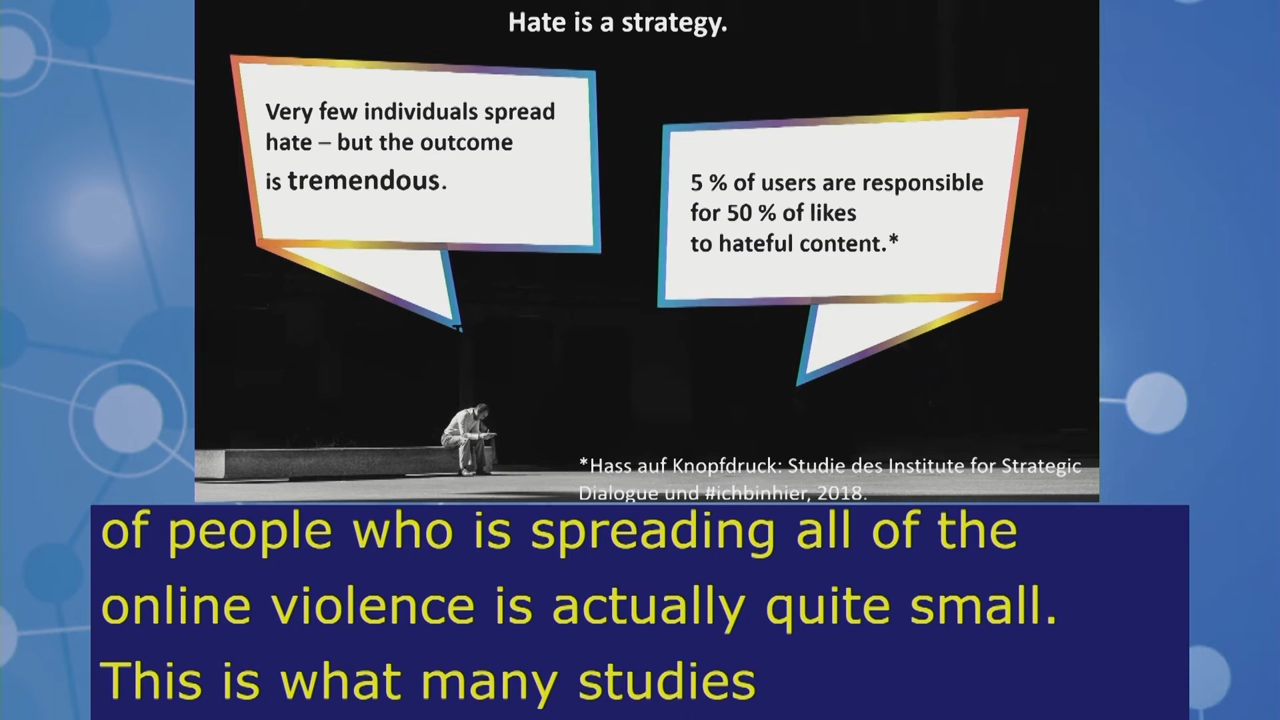 Hate is a strategy.
Very few individuals spread
hate – but the outcome
is tremendous.
5 % of users are responsible
for 50 % of likes
to hateful content.*
*Hass auf Knopfdruck: Studie des Institute for Strategic
Dialogue und #ichbinhier, 2018.
of people who is spreading all of the
online violence is actually quite small.
This is what many studies